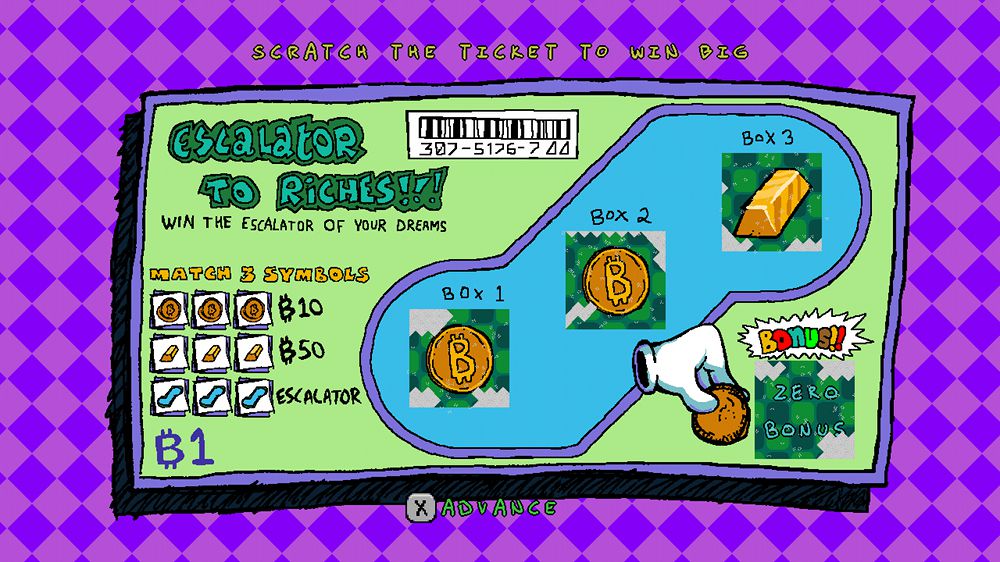 SCRATCH THE TICKET TO WIN BIG
ESCALATOR
TO RICHES!?!
WIN THE ESCALATOR OF YOUR DREAMS
307-5176-7 44
MATCH 3 SYMBOLS
₿10
₿50
ESCALATOR
₿1
BOX 1
BOX 2
BOX 3
BONUS!!
ZERO
BONUS
X ADVANCE